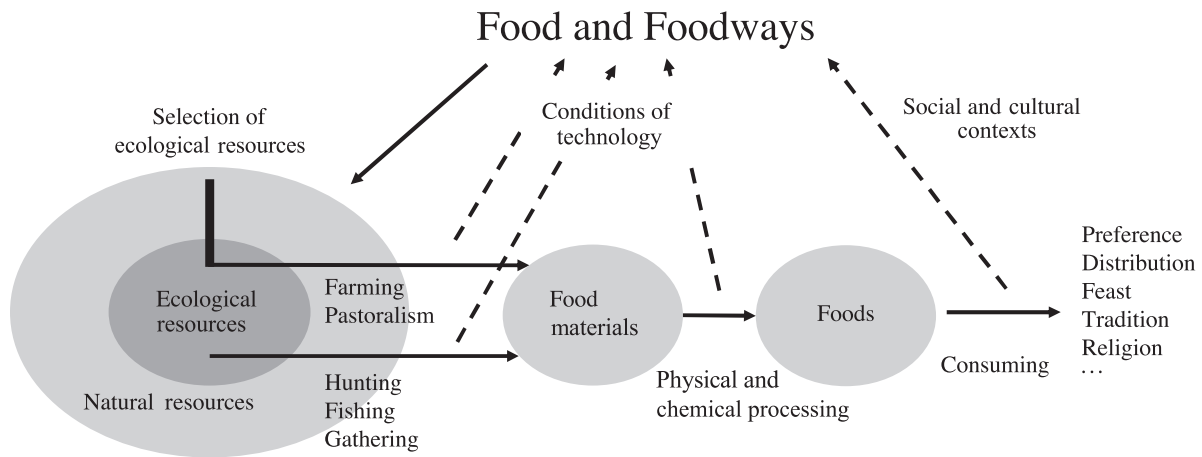 Food and Foodways
Selection of
ecological resources
Conditions of
technology
Social and cultural
contexts
Ecological
resources
Natural resources
Farming
Pastoralism
Hunting
Fishing
Gathering
Food
materials
Physical and
chemical processing
Foods
Consuming
Preference
Distribution
Feast
Tradition
Religion
…